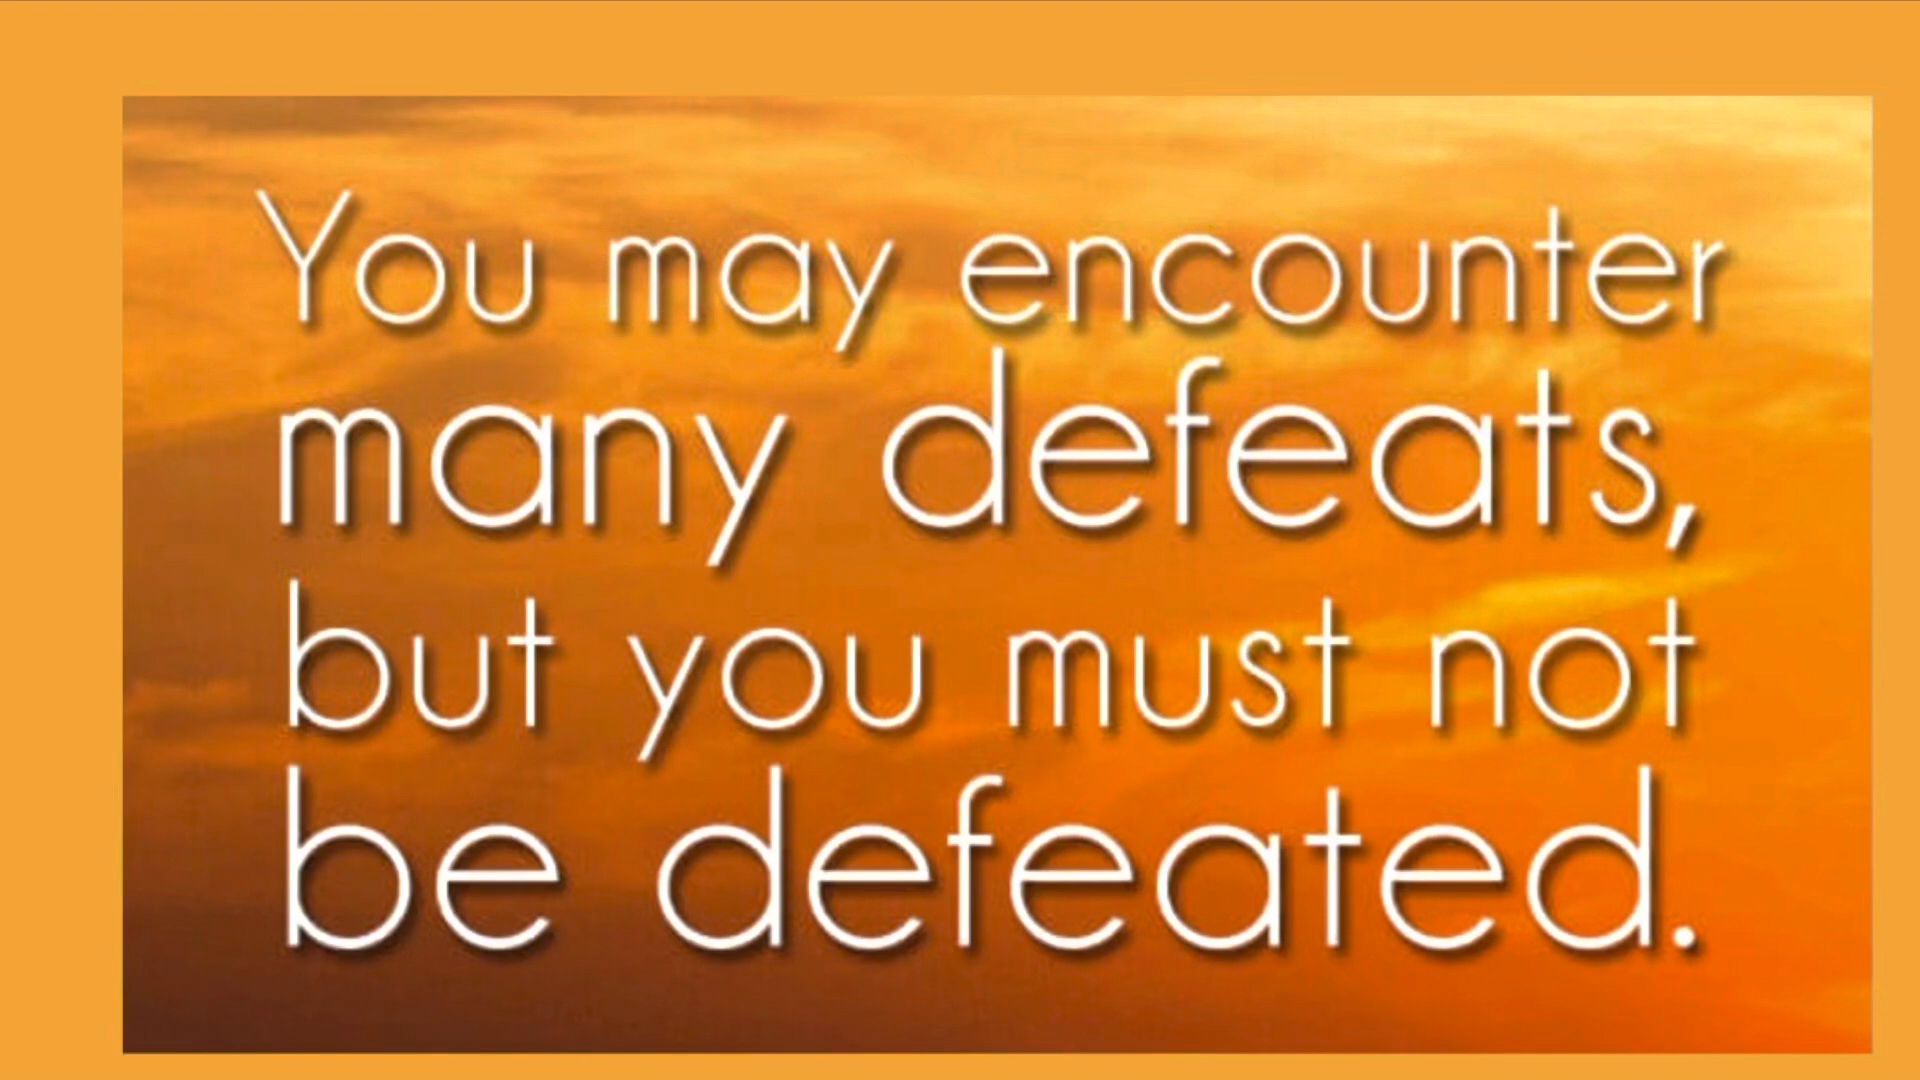 You may encounter
many defeats,
but you must not
be defeated.